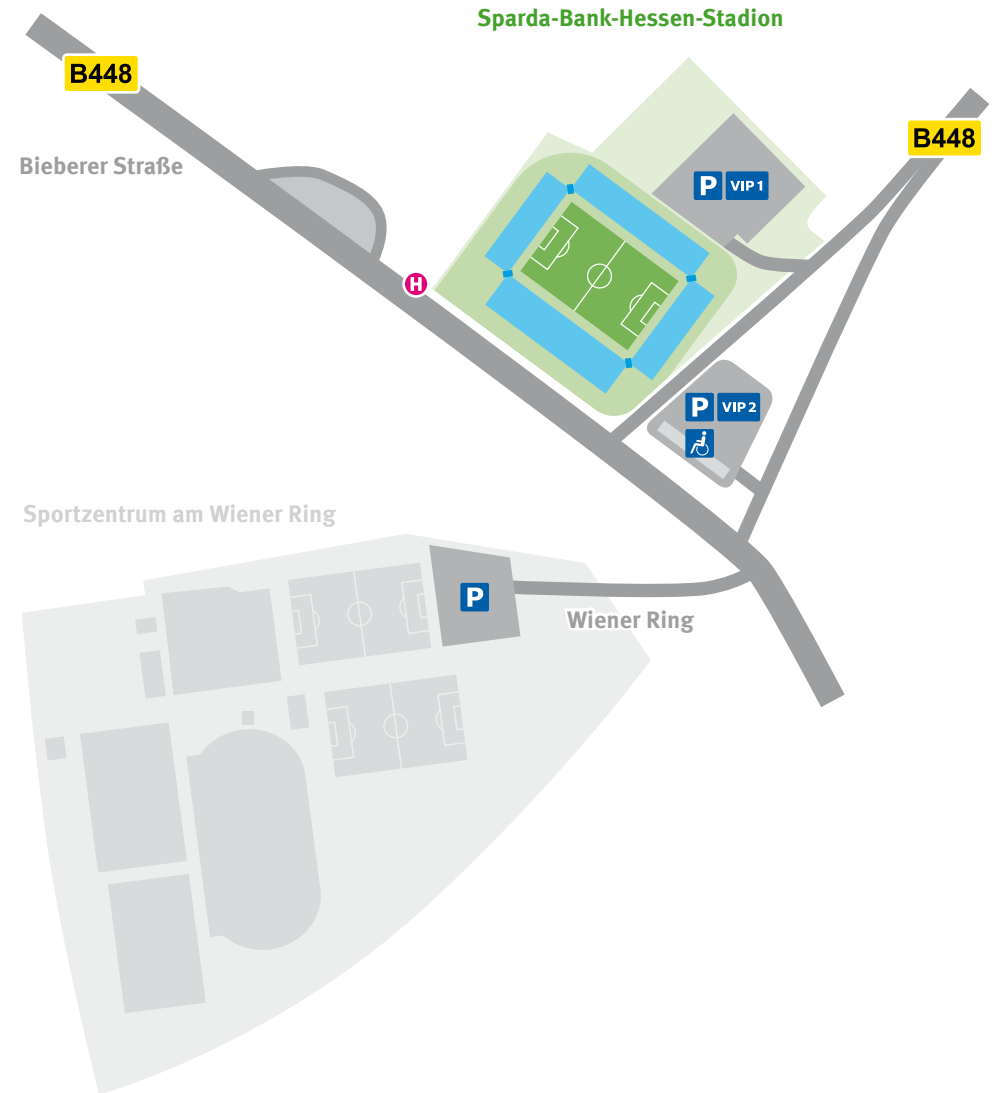 Sparda-Bank-Hessen-Stadion
B448
B448
Bieberer Straße
P VIP 1
H
P VIP 2
Sportzentrum am Wiener Ring
P
Wiener Ring